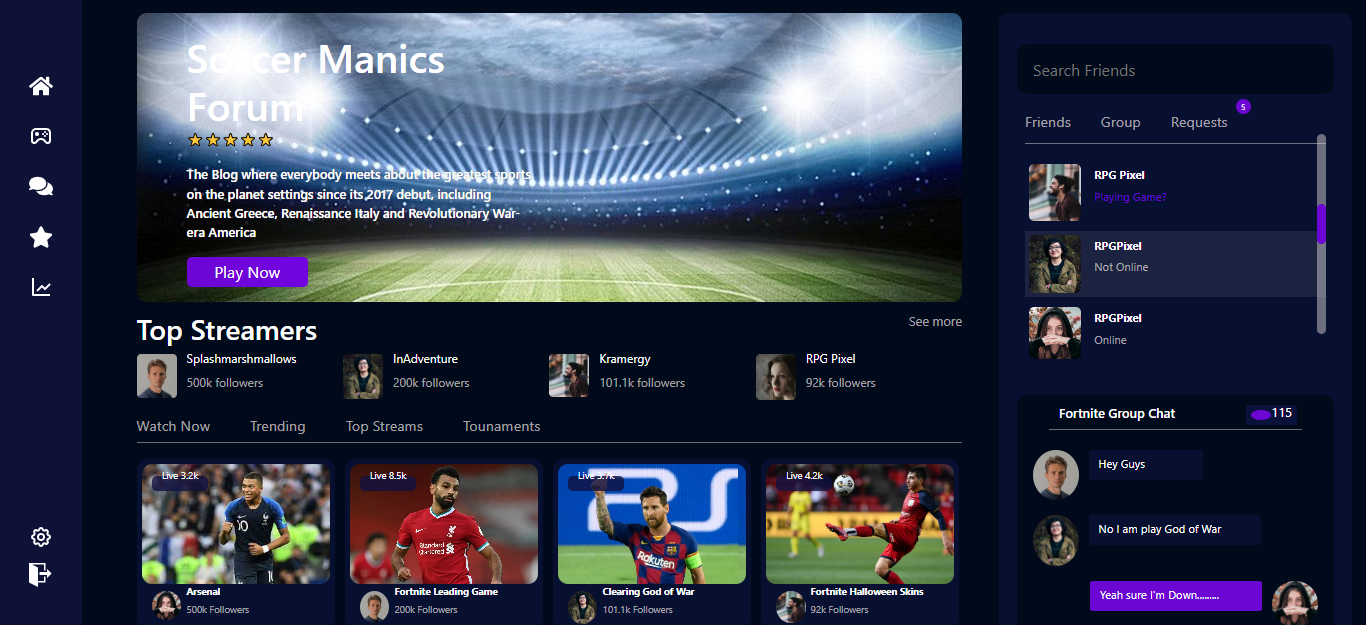 Soccer Manics
Forum
The Blog where everybody meets about the greatest sports
on the planet settings since its 2017 debut, including
Ancient Greece, Renaissance Italy and Revolutionary War-
era America
Play Now
Top Streamers
See more
Splashmarshmallows
500k followers
InAdventure
200k followers
Kramergy
101.1k followers
RPG Pixel
92k followers
Watch Now Trending Top Streams Tounaments
Live 3.2k
10
Arsenal
500k Followers
Live 8.5k
Standard
Chartered
Fortnite Leading Game
200k Followers
Live 3.7k
Rakuten
Clearing God of War
101.1k Followers
Live 4.2k
Fortnite Halloween Skins
92k Followers
Search Friends
5
Friends Group Requests
RPG Pixel
Playing Game?
RPGPixel
Not Online
RPGPixel
Online
Fortnite Group Chat
115
Hey Guys
No I am play God of War
Yeah sure I'm Down.........